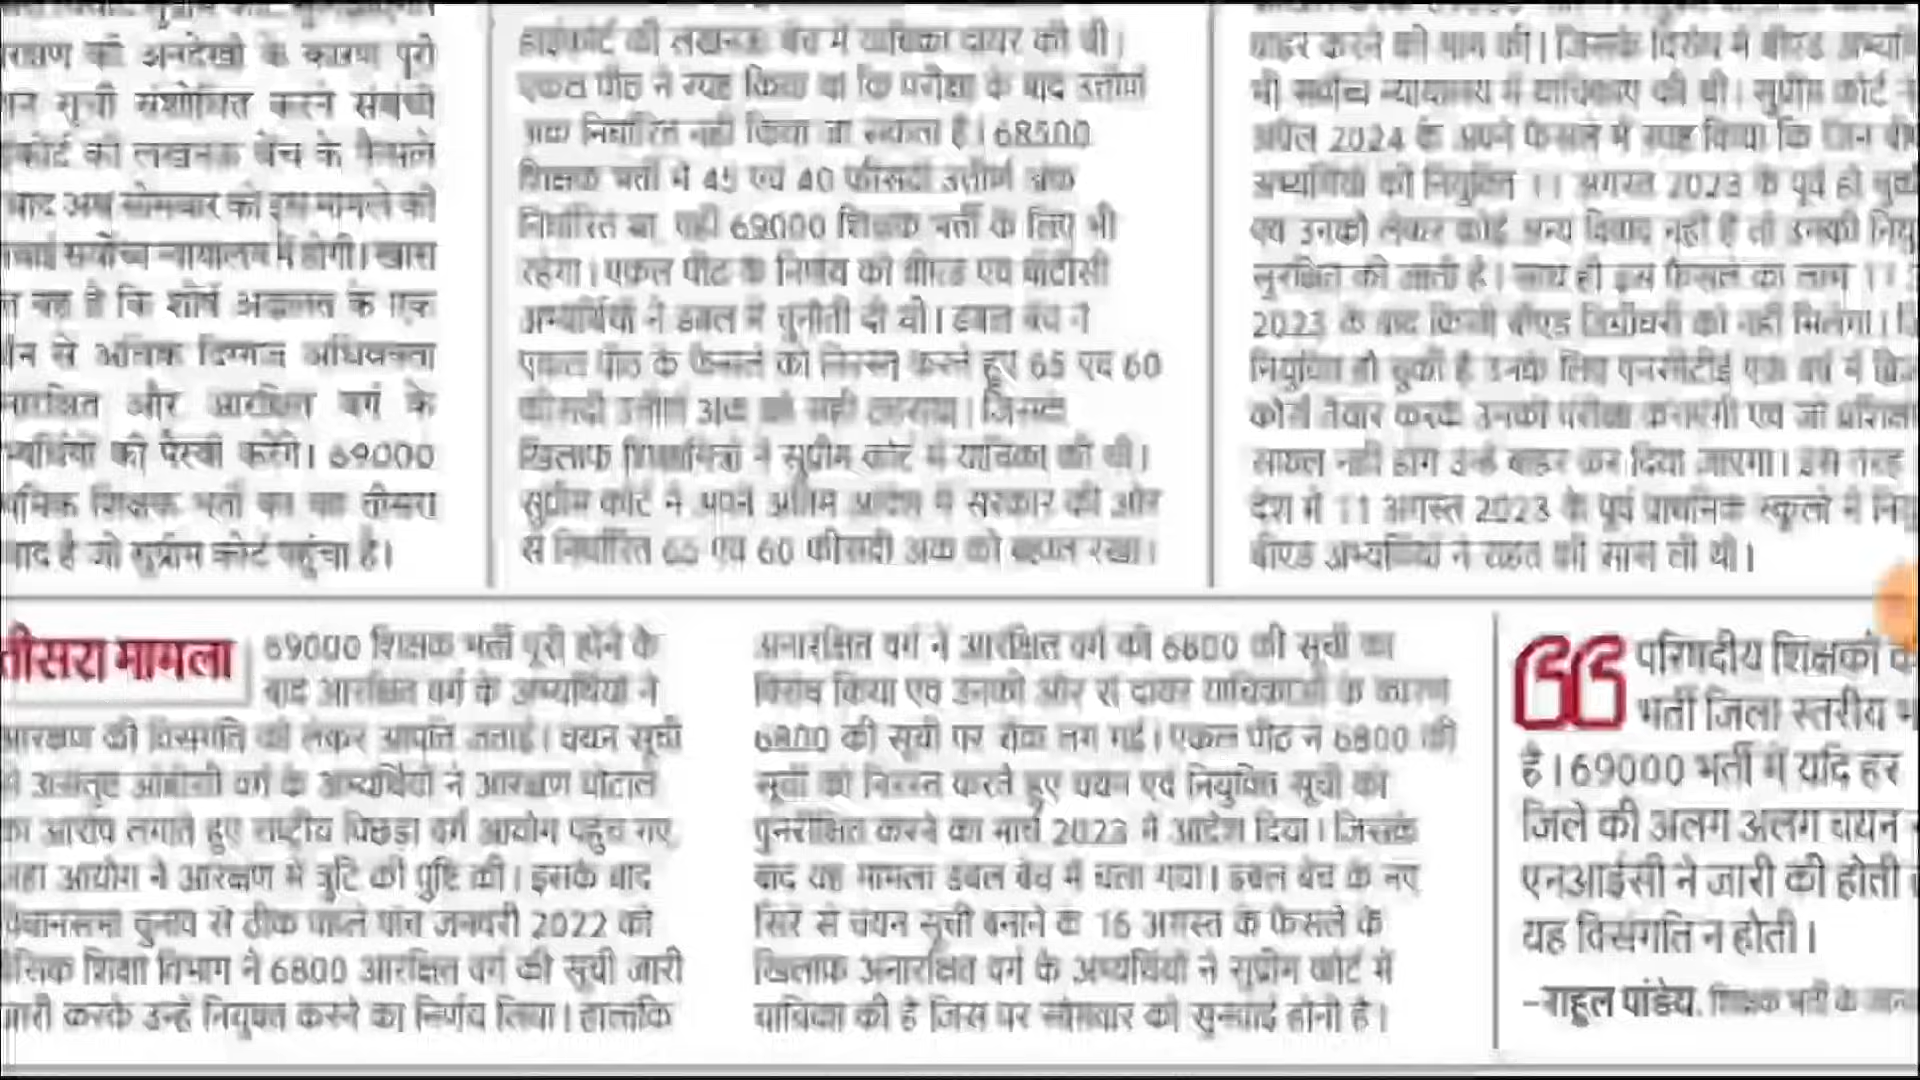 रक्षण की अनदेखी के कारण पूरी
सूची संशोधित करने संबंधी
कोर्ट की लखनऊ बेंच के फैसले
बाद अब सोमवार को इस मामले की
सर्वोच्च न्यायालय में होगी। खास
यह है कि शीर्ष अदालत के एक
से अधिक दिग्गज अधिवक्ता
और आरक्षित वर्ग के
की पैरवी करेंगे। 69000
शिक्षक भर्ती का यह तीसरा
है जो सुप्रीम कोर्ट पहुंचा है।
हाईकोर्ट की लखनऊ बेंच में याचिका दायर की थी।
एकल पीठ ने स्पष्ट किया था कि परीक्षा के बाद उत्तीर्ण
अंक निर्धारित नहीं किया जा सकता है। 68500
शिक्षक भर्ती में 45 एवं 40 फीसदी उत्तीर्ण अंक
निर्धारित था वही 69000 शिक्षक भर्ती के लिए भी
रहेगा। एकल पीठ के निर्णय को बीएड एवं बीटीसी
अभ्यर्थियों ने डबल में चुनौती दी थी। डबल बेंच ने
एकल पीठ के फैसले को निरस्त करते हुए 65 एवं 60
फीसदी उत्तीर्ण अंक को सही ठहराया। जिसके
खिलाफ शिक्षामित्रों ने सुप्रीम कोर्ट में याचिका की थी।
सुप्रीम कोर्ट ने अपने अंतिम आदेश में सरकार की ओर
से निर्धारित 65 एवं 60 फीसदी अंक को बहाल रखा।
बाहर करने की मांग की। जिसके विरोध में बीएड
भी सर्वोच्च न्यायालय में याचिकाएं की थी। सुप्रीम कोर्ट ने
अप्रैल 2024 के अपने फैसले में स्पष्ट किया कि जिन
अभ्यर्थियों की नियुक्ति 11 अगस्त 2023 के पूर्व हो चुकी
एवं उनको लेकर कोई अन्य विवाद नहीं है तो उनकी
सुरक्षित की जाती है। साथ ही इस फैसले का लाभ 11
2023 के बाद किसी बीएड डिग्रीधारी को नहीं मिलेगा।
नियुक्ति हो चुकी है उनके लिए एनसीटीई एक वर्ष में
कोर्स तैयार करके उनकी परीक्षा कराएगी एवं जो
सफल नहीं होंगे उन्हें बाहर कर दिया जाएगा। इस तरह
देश में 11 अगस्त 2023 के पूर्व प्राथमिक स्कूलों में
बीएड अभ्यर्थियों ने राहत की सांस ली थी।
तीसरा मामला
69000 शिक्षक भर्ती पूरी होने के
बाद आरक्षित वर्ग के अभ्यर्थियों ने
आरक्षण की विसंगति को लेकर आपत्ति जताई। चयन सूची
से असंतुष्ट ओबीसी वर्ग के अभ्यर्थियों ने आरक्षण घोटाले
का आरोप लगाते हुए राष्ट्रीय पिछड़ा वर्ग आयोग पहुंच गए
जहां आयोग ने आरक्षण में त्रुटि की पुष्टि की। इसके बाद
विधानसभा चुनाव से ठीक पहले पांच जनवरी 2022 को
बेसिक शिक्षा विभाग ने 6800 आरक्षित वर्ग की सूची जारी
जारी करके उन्हें नियुक्त करने का निर्णय लिया। हालांकि
अनारक्षित वर्ग ने आरक्षित वर्ग की 6800 की सूची का
विरोध किया एवं उनकी ओर से दायर याचिकाओं के कारण
6800 की सूची पर रोक लग गई। एकल पीठ ने 6800 की
सूची को निरस्त करते हुए चयन एवं नियुक्ति सूची को
पुनरीक्षित करने का मार्च 2023 में आदेश दिया। जिसके
बाद यह मामला डबल बेंच में चला गया। डबल बेंच के नए
सिरे से चयन सूची बनाने के 16 अगस्त के फैसले के
खिलाफ अनारक्षित वर्ग के अभ्यर्थियों ने सुप्रीम कोर्ट में
याचिका की है जिस पर सोमवार को सुनवाई होनी है।
परिषदीय शिक्षकों
भर्ती जिला स्तरीय
है। 69000 भर्ती में यदि हर
जिले की अलग अलग चयन
एनआईसी ने जारी की होती
यह विसंगति न होती।
–राहुल पांडेय, शिक्षक भर्ती के